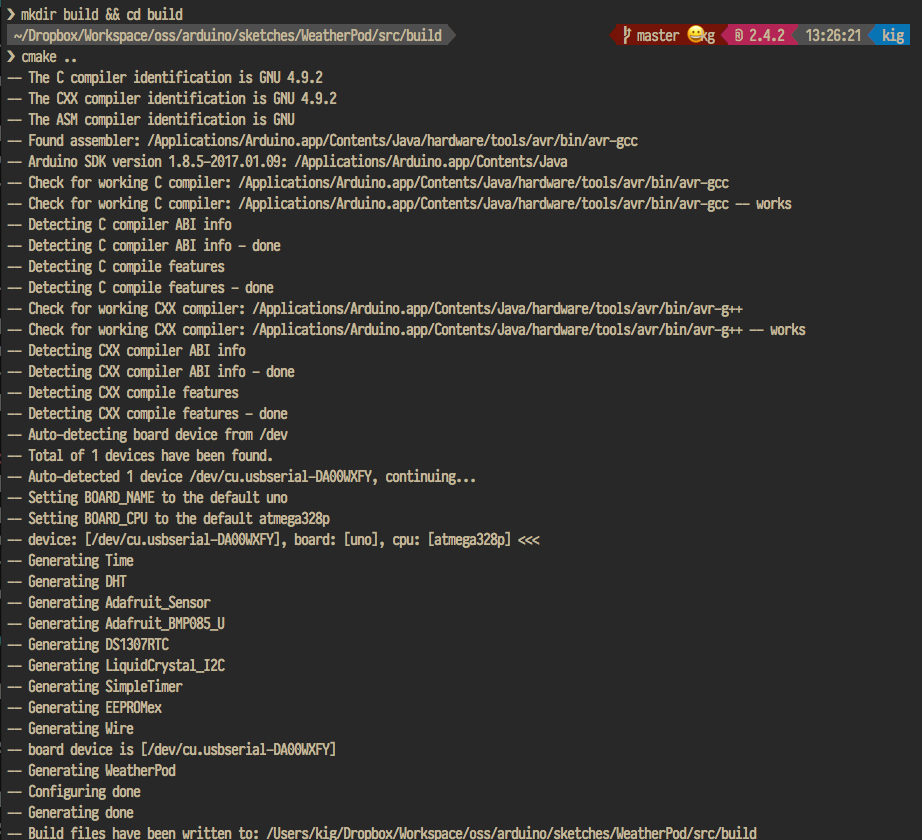 ❯ mkdir build && cd build
~/Dropbox/Workspace/oss/arduino/sketches/WeatherPod/src/build master 😀kg 2.4.2 13:26:21 kig
❯ cmake ..
-- The C compiler identification is GNU 4.9.2
-- The CXX compiler identification is GNU 4.9.2
-- The ASM compiler identification is GNU
-- Found assembler: /Applications/Arduino.app/Contents/Java/hardware/tools/avr/bin/avr-gcc
-- Arduino SDK version 1.8.5-2017.01.09: /Applications/Arduino.app/Contents/Java
-- Check for working C compiler: /Applications/Arduino.app/Contents/Java/hardware/tools/avr/bin/avr-gcc
-- Check for working C compiler: /Applications/Arduino.app/Contents/Java/hardware/tools/avr/bin/avr-gcc -- works
-- Detecting C compiler ABI info
-- Detecting C compiler ABI info - done
-- Detecting C compile features
-- Detecting C compile features - done
-- Check for working CXX compiler: /Applications/Arduino.app/Contents/Java/hardware/tools/avr/bin/avr-g++
-- Check for working CXX compiler: /Applications/Arduino.app/Contents/Java/hardware/tools/avr/bin/avr-g++ -- works
-- Detecting CXX compiler ABI info
-- Detecting CXX compiler ABI info - done
-- Detecting CXX compile features
-- Detecting CXX compile features - done
-- Auto-detecting board device from /dev
-- Total of 1 devices have been found.
-- Auto-detected 1 device /dev/cu.usbserial-DA00WXFY, continuing...
-- Setting BOARD_NAME to the default uno
-- Setting BOARD_CPU to the default atmega328p
-- device: [/dev/cu.usbserial-DA00WXFY], board: [uno], cpu: [atmega328p] <<<
-- Generating Time
-- Generating DHT
-- Generating Adafruit_Sensor
-- Generating Adafruit_BMP085_U
-- Generating DS1307RTC
-- Generating LiquidCrystal_I2C
-- Generating SimpleTimer
-- Generating EEPROMex
-- Generating Wire
-- board device is [/dev/cu.usbserial-DA00WXFY]
-- Generating WeatherPod
-- Configuring done
-- Generating done
-- Build files have been written to: /Users/kig/Dropbox/Workspace/oss/arduino/sketches/WeatherPod/src/build